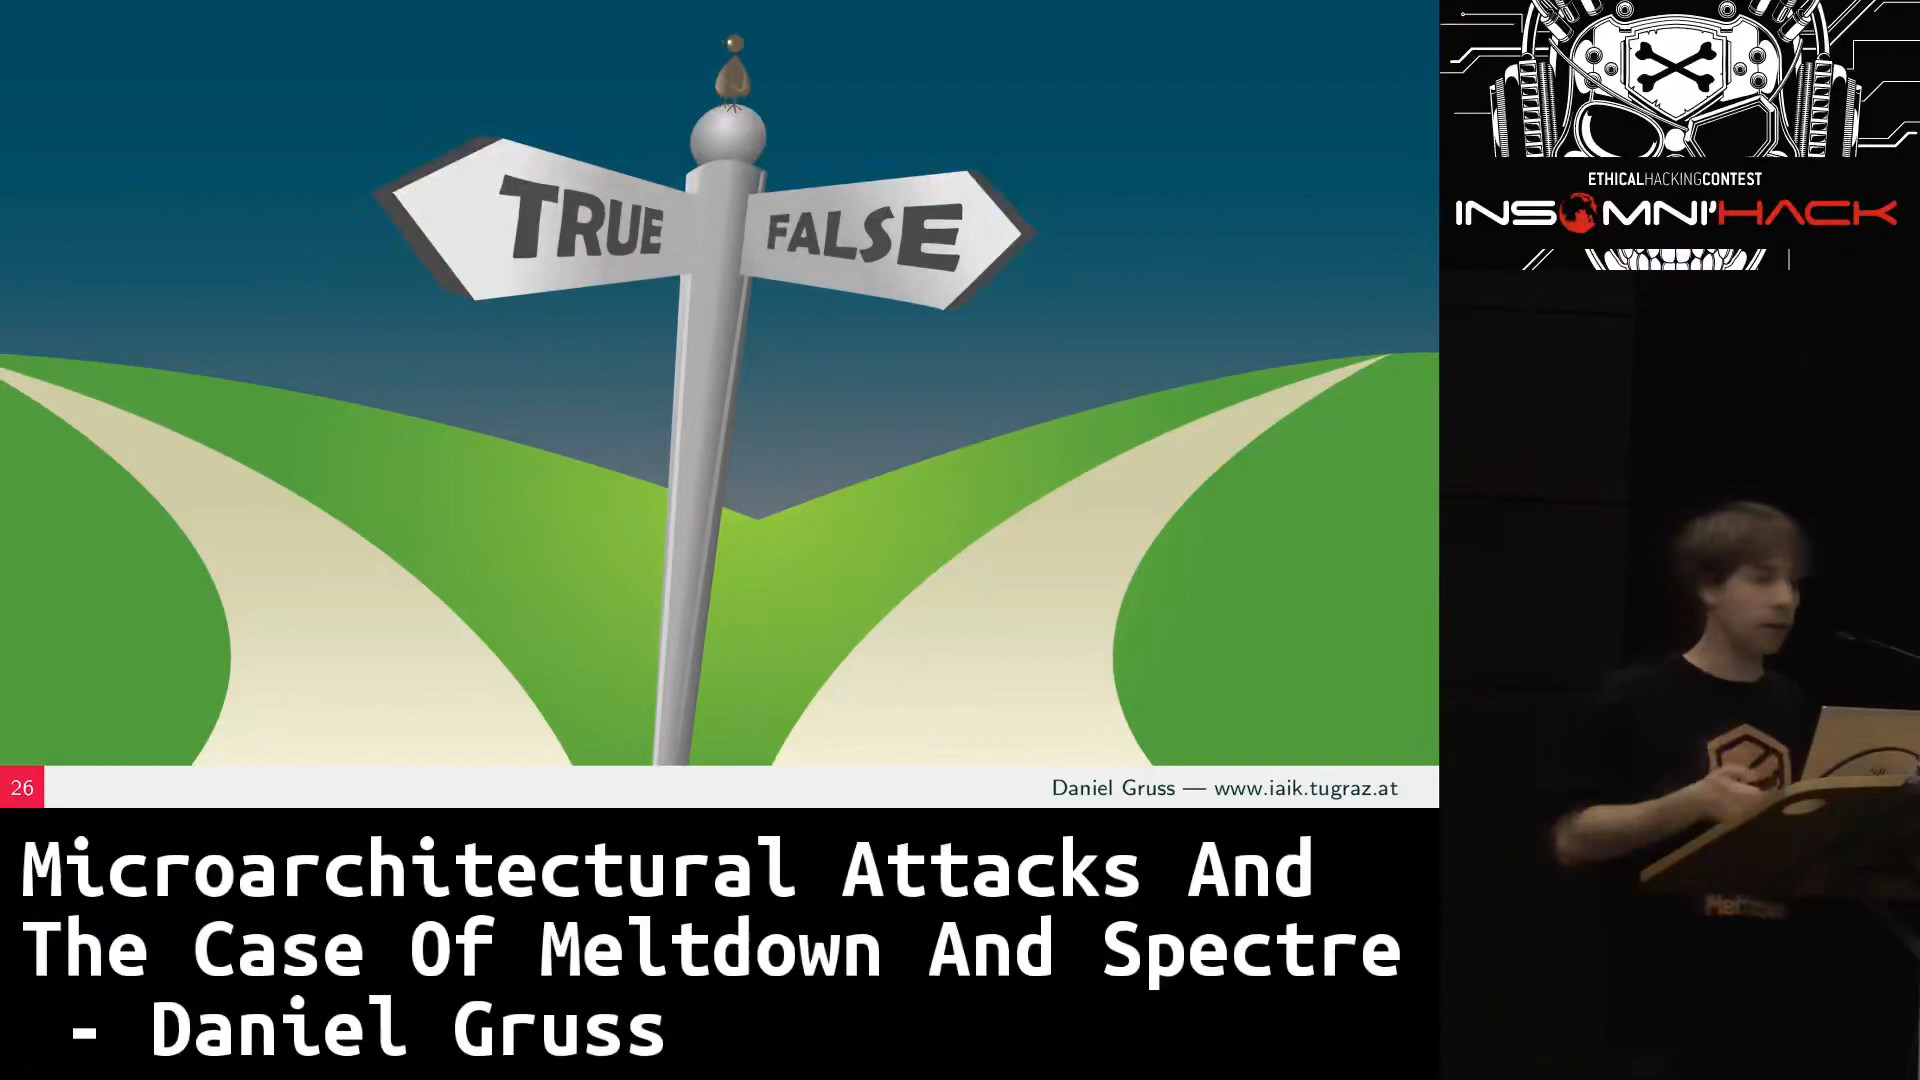 TRUE
FALSE
26
Daniel Gruss — www.iaik.tugraz.at
ETHICALHACKINGCONTEST
INSOMNI'HACK
Microarchitectural Attacks And
The Case Of Meltdown And Spectre
- Daniel Gruss